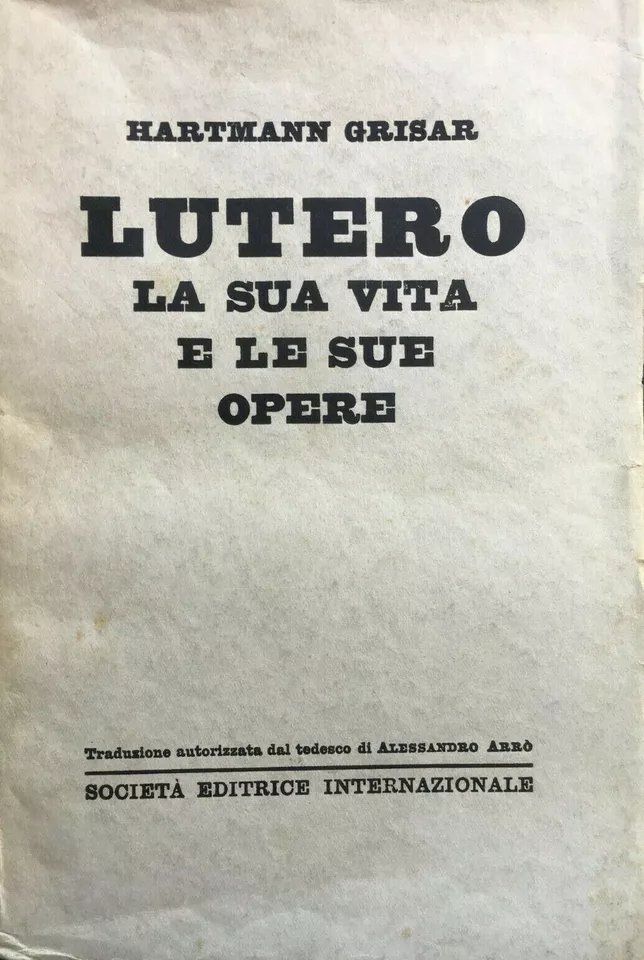 HARTMANN GRISAR
LUTERO
LA SUA VITA
E LE SUE
OPERE
Traduzione autorizzata dal tedesco di ALESSANDRO ARRÒ
SOCIETÀ EDITRICE INTERNAZIONALE